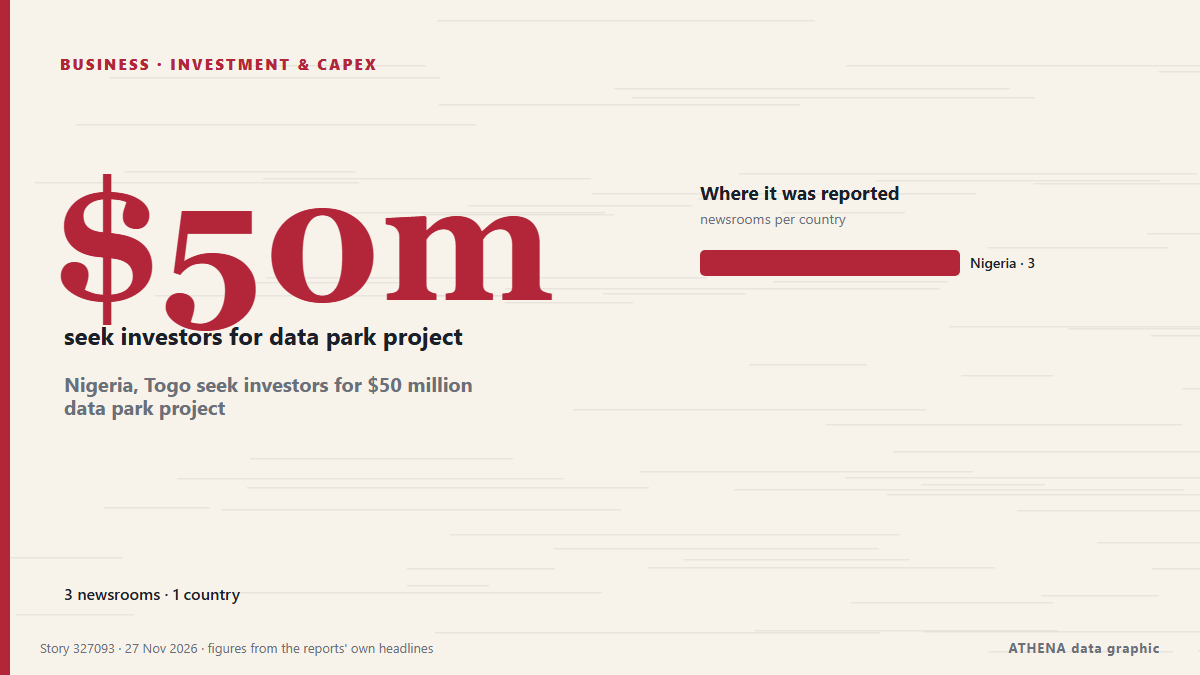 BUSINESS · INVESTMENT & CAPEX
$50m
seek investors for data park project
Nigeria, Togo seek investors for $50 million
data park project
Where it was reported
newsrooms per country
Nigeria · 3
3 newsrooms · 1 country
Story 327093 · 27 Nov 2026 · figures from the reports' own headlines
ATHENA data graphic